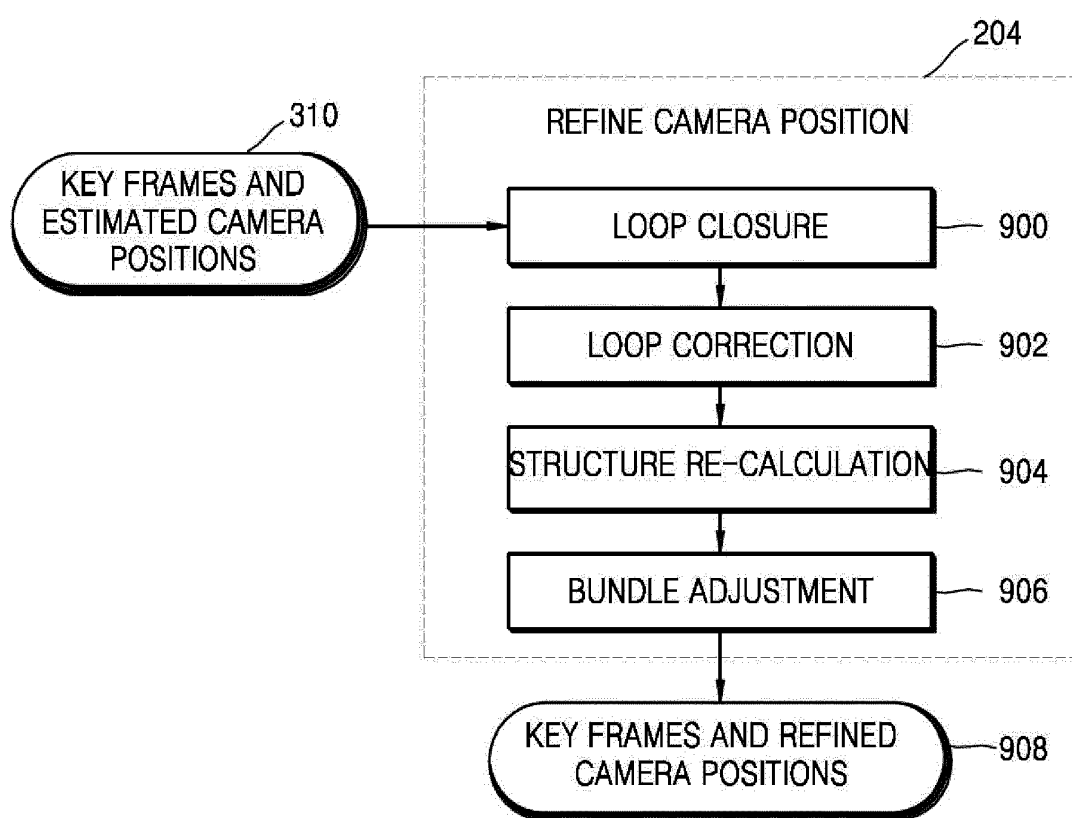 204
REFINE CAMERA POSITION
310
KEY FRAMES AND
ESTIMATED CAMERA
POSITIONS
LOOP CLOSURE
900
LOOP CORRECTION
902
STRUCTURE RE-CALCULATION
904
BUNDLE ADJUSTMENT
906
KEY FRAMES AND REFINED
CAMERA POSITIONS
908